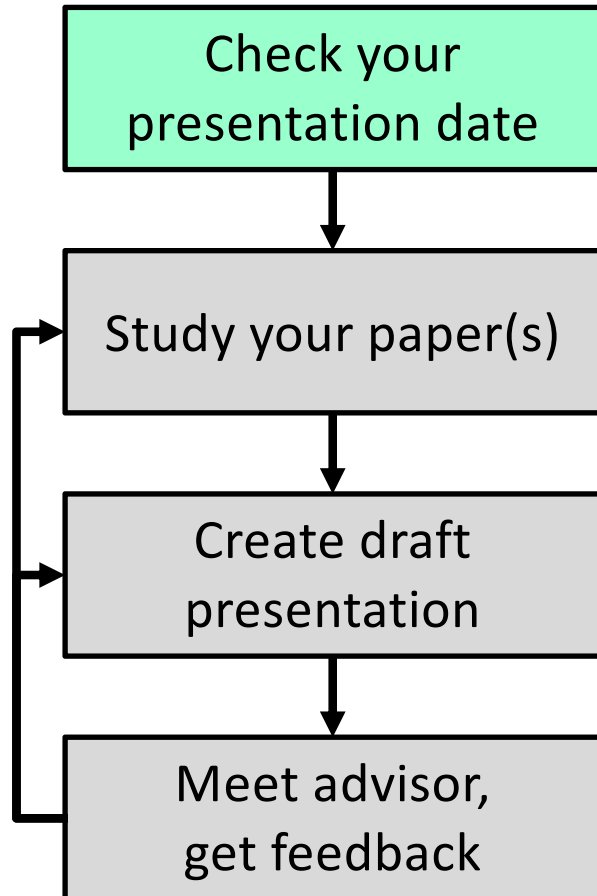 Check your
presentation date
Study your paper(s)
Create draft
presentation
Meet advisor,
get feedback